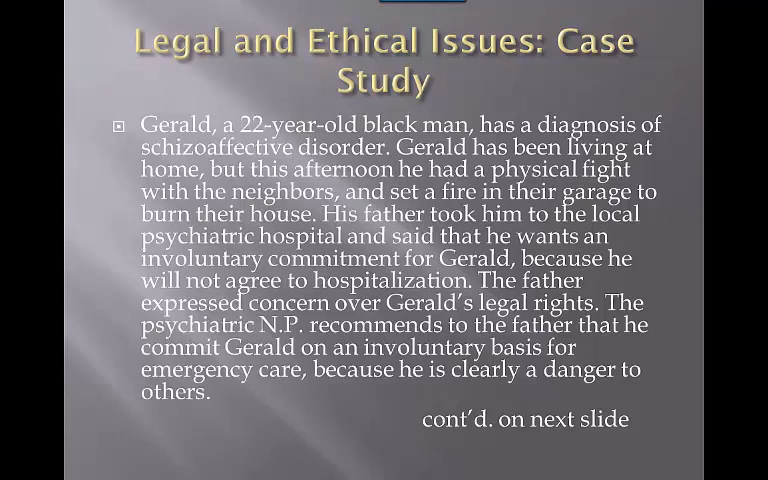 Legal and Ethical Issues: Case
Study
Gerald, a 22-year-old black man, has a diagnosis of
schizoaffective disorder. Gerald has been living at
home, but this afternoon he had a physical fight
with the neighbors, and set a fire in their garage to
burn their house. His father took him to the local
psychiatric hospital and said that he wants an
involuntary commitment for Gerald, because he
will not agree to hospitalization. The father
expressed concern over Gerald's legal rights. The
psychiatric N.P. recommends to the father that he
commit Gerald on an involuntary basis for
emergency care, because he is clearly a danger to
others.
cont'd. on next slide